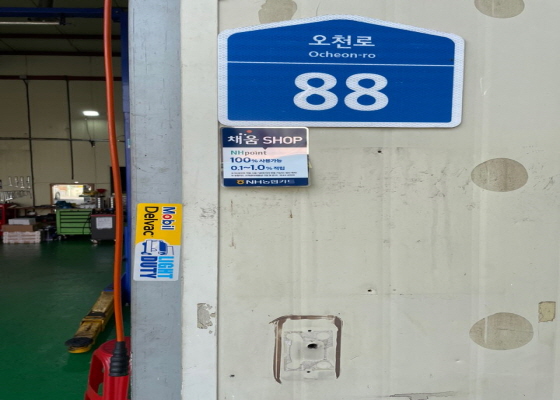 오천로
Ocheon-ro
88
채움 SHOP
NHpoint
100% 사용가능
0.1~1.0% 적립
NH농협카드
Mobil
Delvac
LIGHT
DUTY